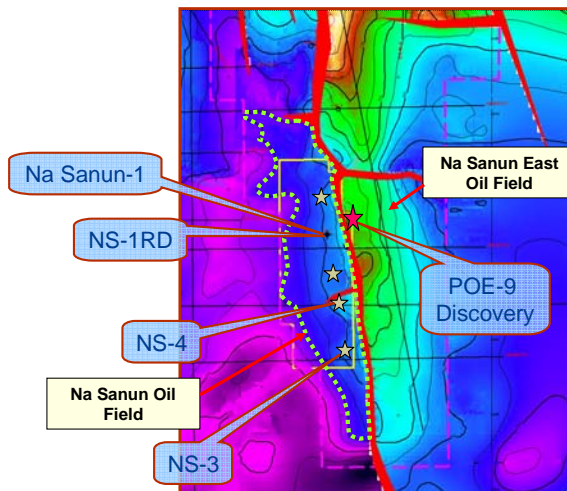 Na Sanun-1
Na Sanun East
Oil Field
NS-1RD
POE-9
Discovery
NS-4
Na Sanun Oil
Field
NS-3